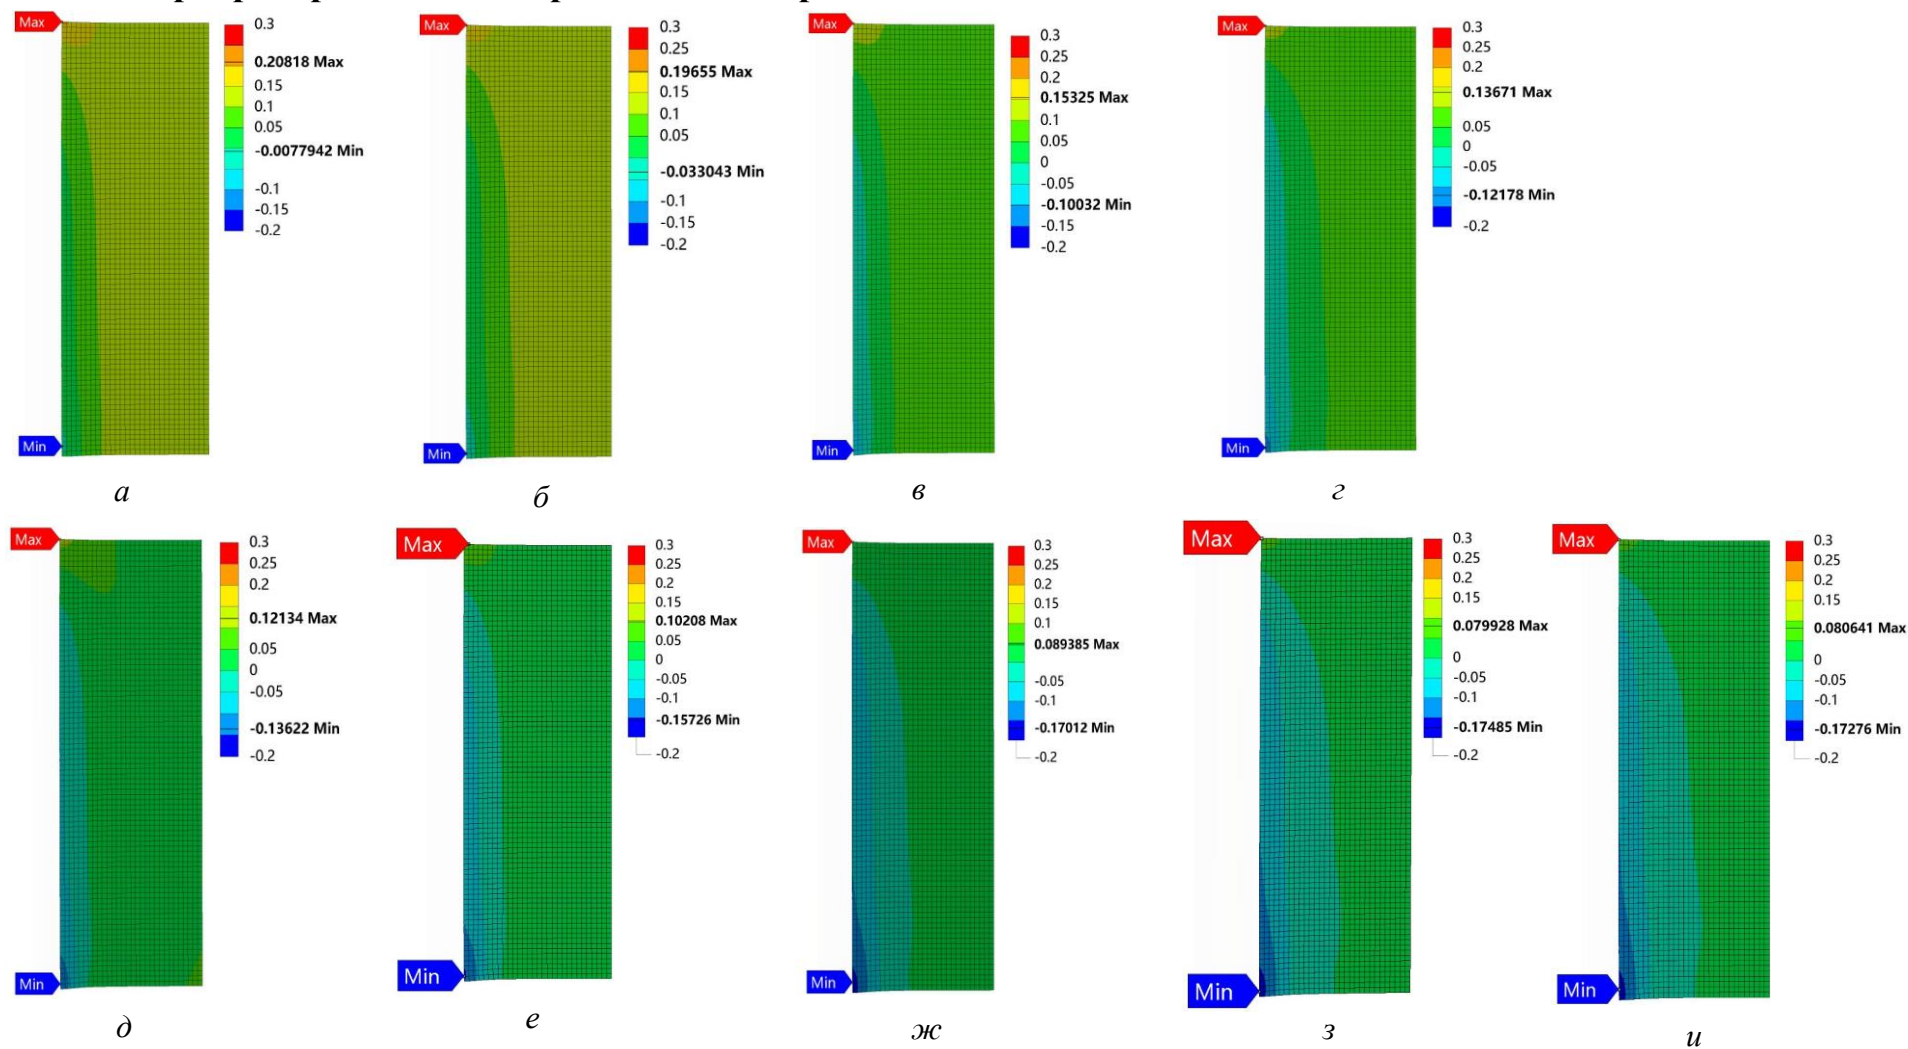 Max
0.3
0.20818 Max
0.15
0.1
0.05
-0.0077942 Min
-0.1
-0.15
-0.2
Min
а
Max
0.3
0.25
0.19655 Max
0.15
0.1
0.05
-0.033043 Min
-0.1
-0.15
-0.2
Min
б
Max
0.3
0.25
0.2
0.15325 Max
0.1
0.05
0
-0.05
-0.10032 Min
-0.15
-0.2
Min
в
Max
0.3
0.25
0.2
0.13671 Max
0.05
0
-0.05
-0.12178 Min
-0.2
Min
г
Max
0.3
0.25
0.2
0.12134 Max
0.05
0
-0.05
-0.13622 Min
-0.2
Min
д
Max
0.3
0.25
0.2
0.15
0.10208 Max
0.05
0
-0.05
-0.1
-0.15726 Min
-0.2
Min
е
Max
0.3
0.25
0.2
0.15
0.1
0.089385 Max
-0.05
-0.1
-0.17012 Min
-0.2
Min
ж
Max
0.3
0.25
0.2
0.15
0.079928 Max
0
-0.05
-0.1
-0.17485 Min
-0.2
Min
з
Max
0.3
0.25
0.2
0.15
0.080641 Max
0
-0.05
-0.1
-0.17276 Min
-0.2
Min
и